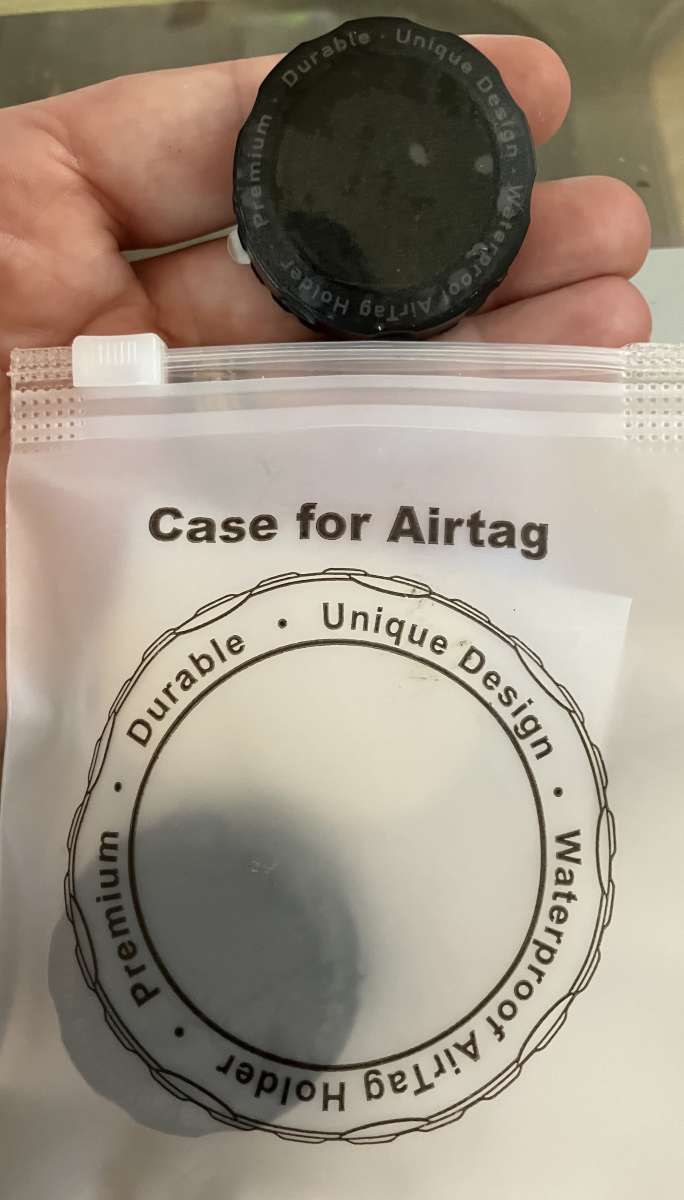 Durable · Unique Design · Waterproof AirTag Holder · Premium ·
Case for Airtag
Durable · Unique Design · Waterproof AirTag Holder · Premium ·